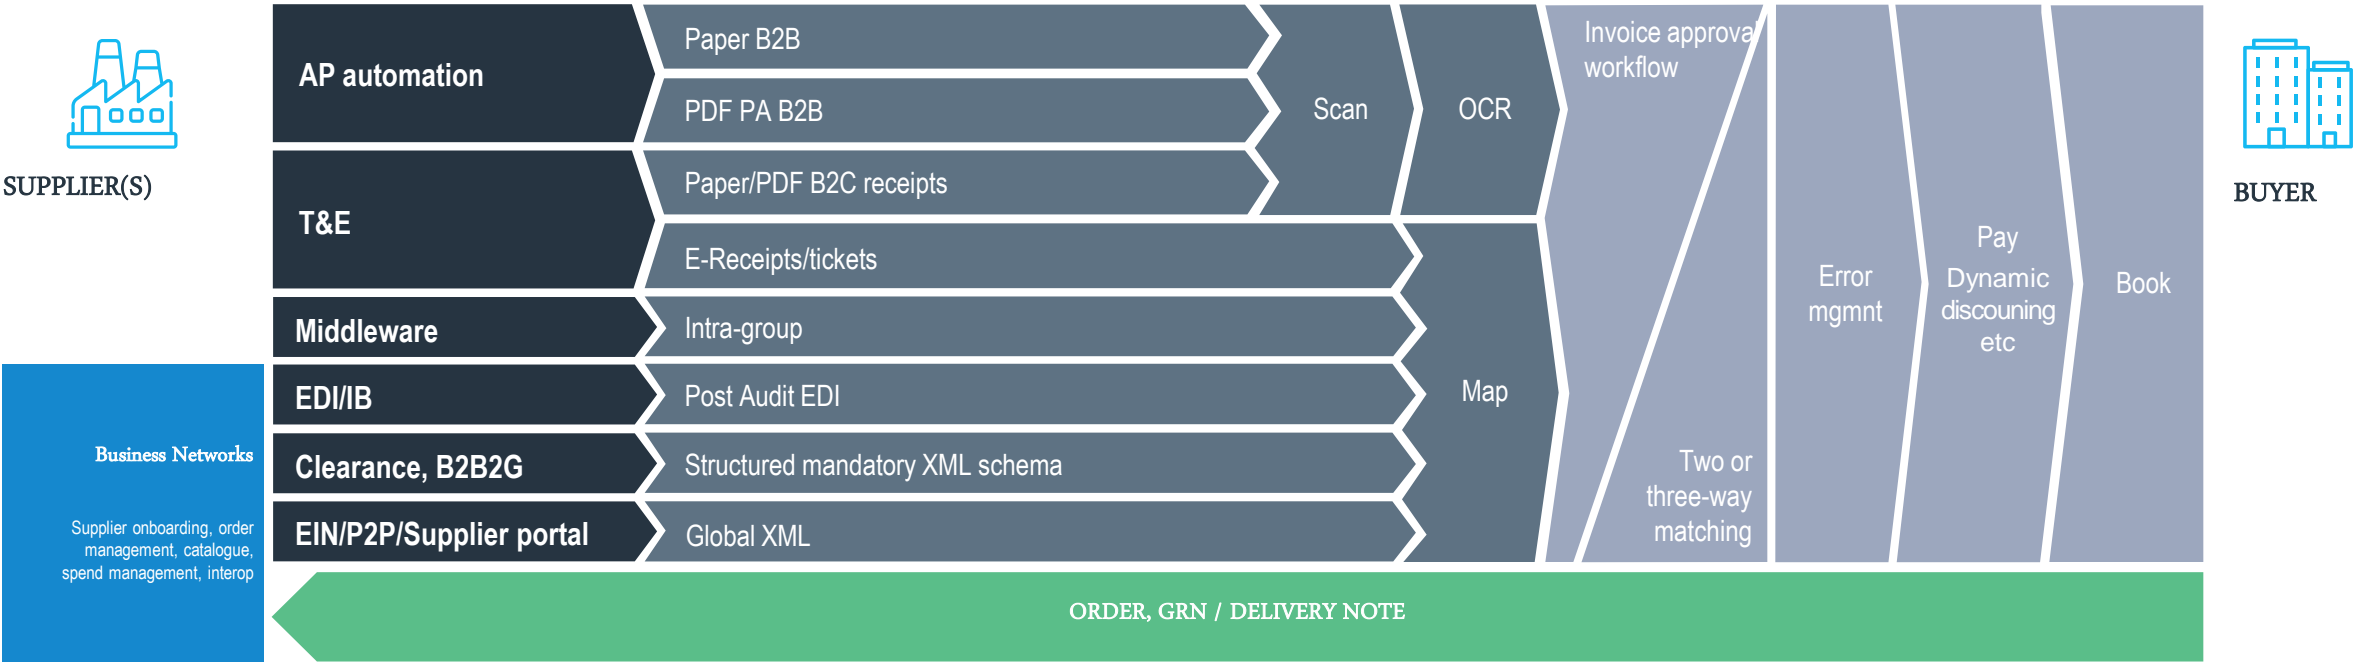 SUPPLIER(S)
Business Networks
Supplier onboarding, order
management, catalogue,
spend management, interop
AP automation
T&E
Middleware
EDI/IB
Clearance, B2B2G
EIN/P2P/Supplier portal
Paper B2B
PDF PA B2B
Paper/PDF B2C receipts
E-Receipts/tickets
Intra-group
Post Audit EDI
Structured mandatory XML schema
Global XML
Scan
OCR
Map
Invoice approval
workflow
Two or
three-way
matching
Error
mgmnt
Pay
Dynamic
discouning
etc
Book
BUYER
ORDER, GRN / DELIVERY NOTE